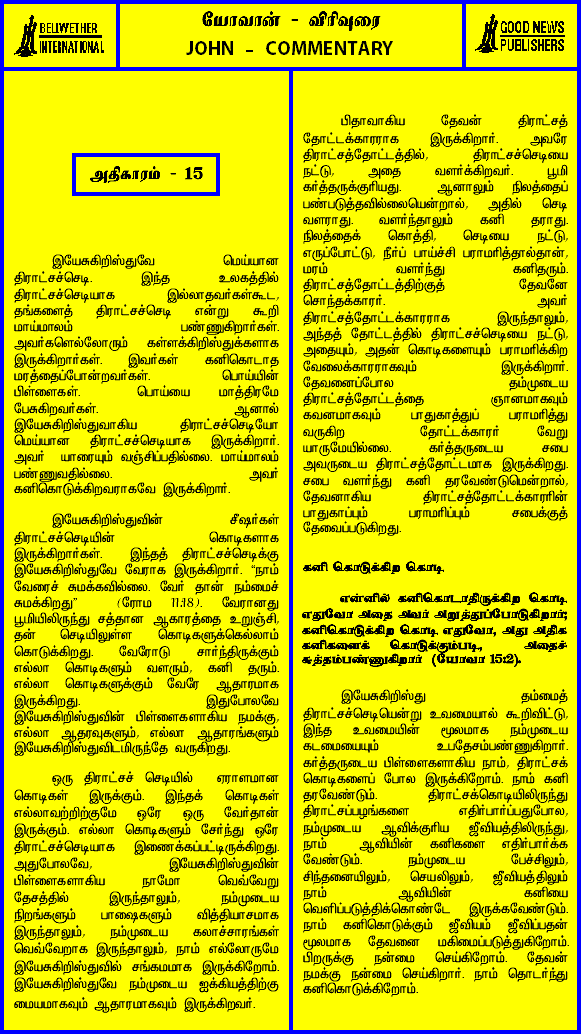 BELWETHER
INTERNATIONAL
யோவான் - விரிவுரை
JOHN - COMMENTARY
GOOD NEWS
PUBLISHERS
அதிகாரம் - 15
இயேசுகிறிஸ்துவே மெய்யான
திராட்சச்செடி. இந்த உலகத்தில்
திராட்சச்செடியாக இல்லாதவர்கள்கூட,
தங்களைத் திராட்சச்செடி என்று கூறி
மாய்மாலம் பண்ணுகிறார்கள்.
அவர்களெல்லோரும் கள்ளக்கிறிஸ்துக்களாக
இருக்கிறார்கள். இவர்கள் கனிகொடாத
மரத்தைப்போன்றவர்கள். பொய்யின்
பிள்ளைகள். பொய்யை மாத்திரமே
பேசுகிறவர்கள். ஆனால்
இயேசுகிறிஸ்துவாகிய திராட்சச்செடியோ
மெய்யான திராட்சச்செடியாக இருக்கிறார்.
அவர் யாரையும் வஞ்சிப்பதில்லை. மாய்மாலம்
பண்ணுவதில்லை. அவர்
கனிகொடுக்கிறவராகவே இருக்கிறார்.
இயேசுகிறிஸ்துவின் சீஷர்கள்
திராட்சச்செடியின் கொடிகளாக
இருக்கிறார்கள். இந்தத் திராட்சச்செடிக்கு
இயேசுகிறிஸ்துவே வேராக இருக்கிறார். “நாம்
வேரைச் சுமக்கவில்லை. வேர் தான் நம்மைச்
சுமக்கிறது” (ரோம 11:18). வேரானது
பூமியிலிருந்து சத்தான ஆகாரத்தை உறுஞ்சி,
தன் செடியிலுள்ள கொடிகளுக்கெல்லாம்
கொடுக்கிறது. வேரோடு சார்ந்திருக்கும்
எல்லா கொடிகளும் வளரும், கனி தரும்.
எல்லா கொடிகளுக்கும் வேரே ஆதாரமாக
இருக்கிறது. இதுபோலவே
இயேசுகிறிஸ்துவின் பிள்ளைகளாகிய நமக்கு,
எல்லா ஆதரவுகளும், எல்லா ஆதாரங்களும்
இயேசுகிறிஸ்துவிடமிருந்தே வருகிறது.
ஒரு திராட்சச் செடியில் ஏராளமான
கொடிகள் இருக்கும். இந்தக் கொடிகள்
எல்லாவற்றிற்குமே ஒரே ஒரு வேர்தான்
இருக்கும். எல்லா கொடிகளும் சேர்ந்து ஒரே
திராட்சச்செடியாக இணைக்கப்பட்டிருக்கிறது.
அதுபோலவே, இயேசுகிறிஸ்துவின்
பிள்ளைகளாகிய நாமோ வெவ்வேறு
தேசத்தில் இருந்தாலும், நம்முடைய
நிறங்களும் பாஷைகளும் வித்தியாசமாக
இருந்தாலும், நம்முடைய கலாச்சாரங்கள்
வெவ்வேறாக இருந்தாலும், நாம் எல்லோருமே
இயேசுகிறிஸ்துவில் சங்கமமாக இருக்கிறோம்.
இயேசுகிறிஸ்துவே நம்முடைய ஐக்கியத்திற்கு
மையமாகவும் ஆதாரமாகவும் இருக்கிறவர்.
பிதாவாகிய தேவன் திராட்சத்
தோட்டக்காரராக இருக்கிறார். அவரே
திராட்சத்தோட்டத்தில், திராட்சச்செடியை
நட்டு, அதை வளர்க்கிறவர். பூமி
கர்த்தருக்குரியது. ஆனாலும் நிலத்தைப்
பண்படுத்தவில்லையென்றால், அதில் செடி
வளராது. வளர்ந்தாலும் கனி தராது.
நிலத்தைக் கொத்தி, செடியை நட்டு,
எருப்போட்டு, நீர்ப் பாய்ச்சி பராமரித்தால்தான்,
மரம் வளர்ந்து கனிதரும்.
திராட்சத்தோட்டத்திற்குத் தேவனே
சொந்தக்காரர். அவர்
திராட்சத்தோட்டக்காரராக இருந்தாலும்,
அந்தத் தோட்டத்தில் திராட்சச்செடியை நட்டு,
அதையும், அதன் கொடிகளையும் பராமரிக்கிற
வேலைக்காரராகவும் இருக்கிறார்.
தேவனைப்போல தம்முடைய
திராட்சத்தோட்டத்தை ஞானமாகவும்
கவனமாகவும் பாதுகாத்துப் பராமரித்து
வருகிற தோட்டக்காரர் வேறு
யாருமேயில்லை. கர்த்தருடைய சபை
அவருடைய திராட்சத்தோட்டமாக இருக்கிறது.
சபை வளர்ந்து கனி தரவேண்டுமென்றால்,
தேவனாகிய திராட்சத்தோட்டக்காரரின்
பாதுகாப்பும் பராமரிப்பும் சபைக்குத்
தேவைப்படுகிறது.
கனி கொடுக்கிற கொடி.
என்னில் கனிகொடாதிருக்கிற கொடி
எதுவோ அதை அவர் அறுத்துப்போடுகிறார்;
கனிகொடுக்கிற கொடி எதுவோ, அது அதிக
கனிகளைக் கொடுக்கும்படி, அதைச்
சுத்தம்பண்ணுகிறார் (யோவா 15:2).
இயேசுகிறிஸ்து தம்மைத்
திராட்சச்செடியென்று உவமையால் கூறிவிட்டு,
இந்த உவமையின் மூலமாக நம்முடைய
கடமையையும் உபதேசம்பண்ணுகிறார்.
கர்த்தருடைய பிள்ளைகளாகிய நாம், திராட்சக்
கொடிகளைப் போல இருக்கிறோம். நாம் கனி
தரவேண்டும். திராட்சக்கொடியிலிருந்து
திராட்சப்பழங்களை எதிர்பார்ப்பதுபோல,
நம்முடைய ஆவிக்குரிய ஜீவியத்திலிருந்து,
நாம் ஆவியின் கனிகளை எதிர்பார்க்க
வேண்டும். நம்முடைய பேச்சிலும்,
சிந்தனையிலும், செயலிலும், ஜீவியத்திலும்
நாம் ஆவியின் கனியை
வெளிப்படுத்திக்கொண்டே இருக்கவேண்டும்.
நாம் கனிகொடுக்கும் ஜீவியம் ஜீவிப்பதன்
மூலமாக தேவனை மகிமைப்படுத்துகிறோம்.
பிறருக்கு நன்மை செய்கிறோம். தேவன்
நமக்கு நன்மை செய்கிறார். நாம் தொடர்ந்து
கனிகொடுக்கிறோம்.